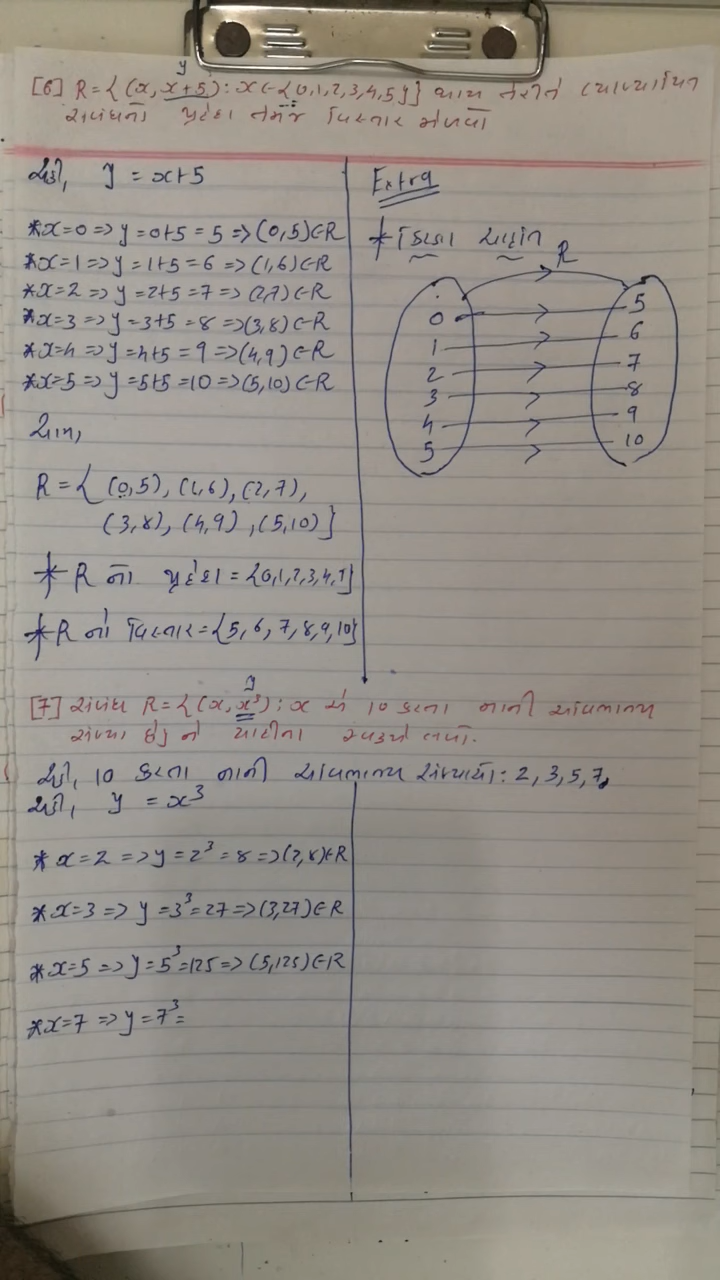 [6] R = {(x, x+5) : x ∈ {0,1,2,3,4,5}} થાય તે રીતે વ્યાખ્યાયિત
y
સંબંધનો પ્રદેશ તેમજ વિસ્તાર મેળવો
અહીં, y = x+5
*x=0 => y=0+5 = 5 => (0,5)∈R
*x=1 => y=1+5 = 6 => (1,6)∈R
*x=2 => y=2+5 = 7 => (2,7)∈R
*x=3 => y=3+5 = 8 => (3,8)∈R
*x=4 => y=4+5 = 9 => (4,9)∈R
*x=5 => y=5+5 =10 => (5,10)∈R
આમ,
R = { (0,5), (1,6), (2,7),
(3,8), (4,9), (5,10)}
* R નો પ્રદેશ = {0,1,2,3,4,5}
* R નો વિસ્તાર = {5,6,7,8,9,10}
Extra
* કિરણ આકૃતિ
R
0 5
1 6
2 7
3 8
4 9
5 10
[7] સંબંધ R={(x,x³) : x એ 10 કરતા નાની અવિભાજ્ય
y
સંખ્યા છે} ને યાદીના સ્વરૂપે લખો.
અહીં, 10 કરતા નાની અવિભાજ્ય સંખ્યાઓ : 2,3,5,7.
અહીં, y = x³
* x=2 => y=2³ = 8 => (2,8)∈R
* x=3 => y=3³=27 => (3,27)∈R
* x=5 => y=5³=125 => (5,125)∈R
* x=7 => y=7³=